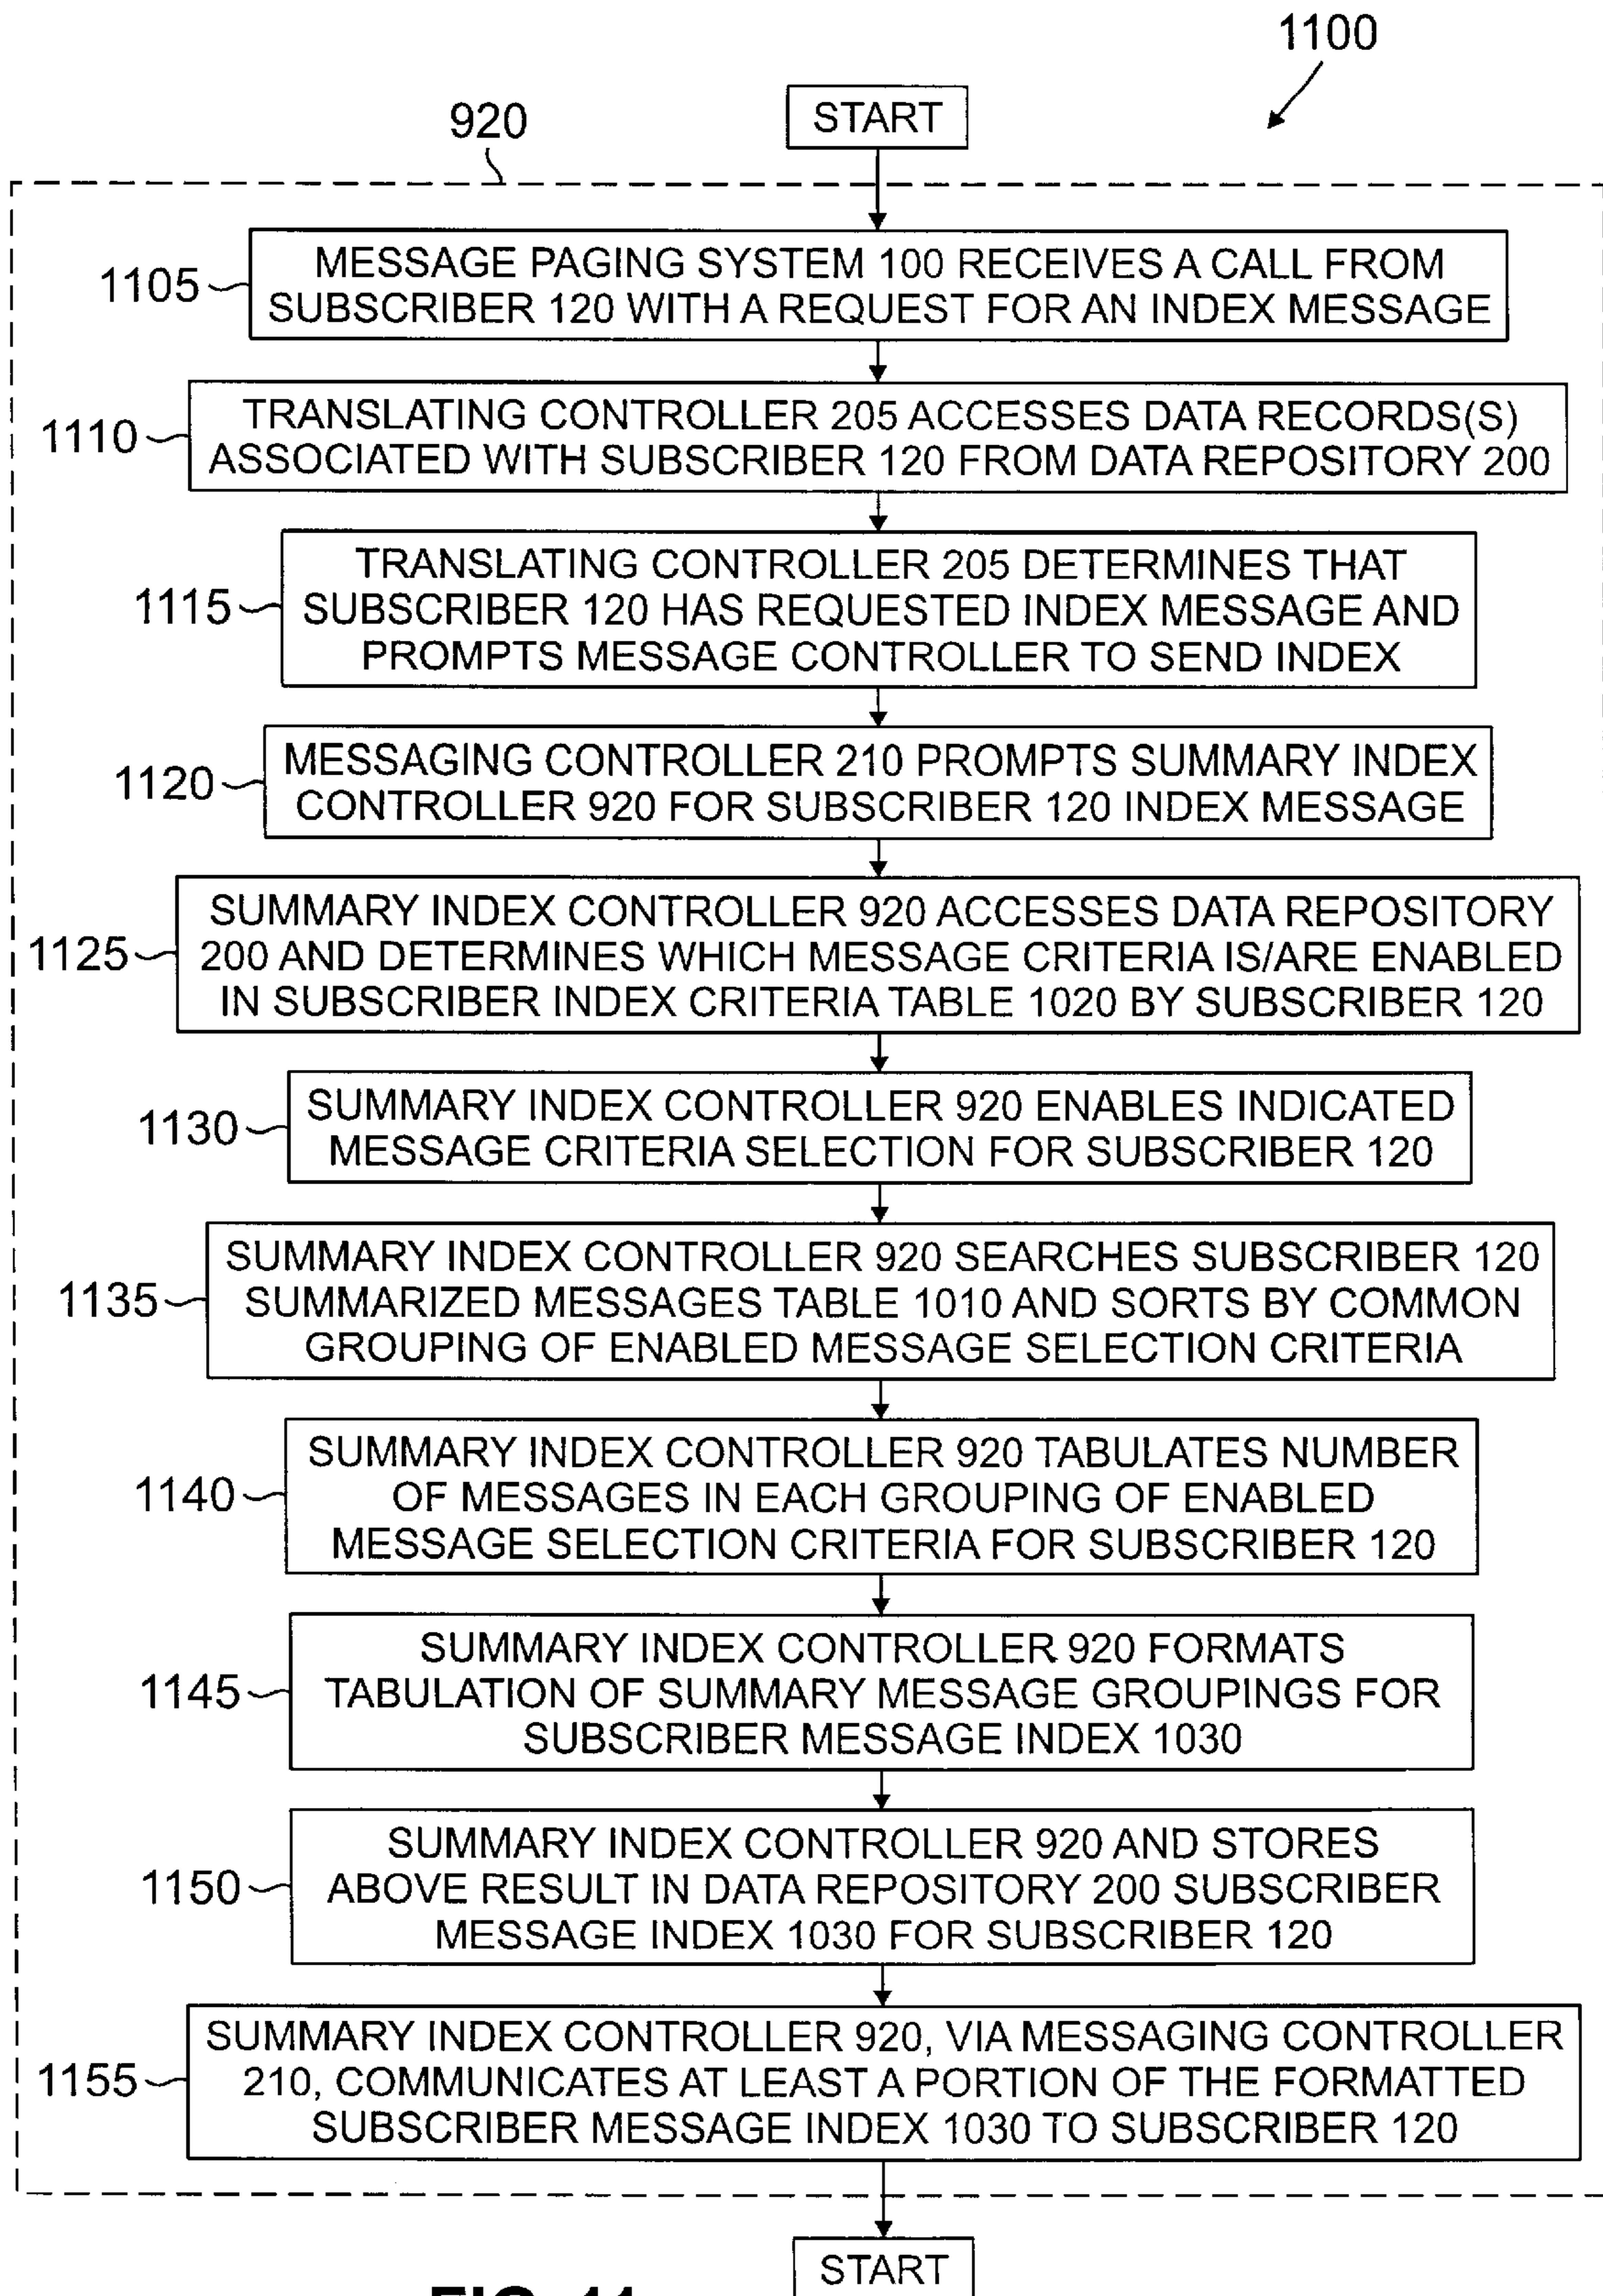 1100
START
920
1105
MESSAGE PAGING SYSTEM 100 RECEIVES A CALL FROM
SUBSCRIBER 120 WITH A REQUEST FOR AN INDEX MESSAGE
1110
TRANSLATING CONTROLLER 205 ACCESSES DATA RECORDS(S)
ASSOCIATED WITH SUBSCRIBER 120 FROM DATA REPOSITORY 200
1115
TRANSLATING CONTROLLER 205 DETERMINES THAT
SUBSCRIBER 120 HAS REQUESTED INDEX MESSAGE AND
PROMPTS MESSAGE CONTROLLER TO SEND INDEX
1120
MESSAGING CONTROLLER 210 PROMPTS SUMMARY INDEX
CONTROLLER 920 FOR SUBSCRIBER 120 INDEX MESSAGE
1125
SUMMARY INDEX CONTROLLER 920 ACCESSES DATA REPOSITORY
200 AND DETERMINES WHICH MESSAGE CRITERIA IS/ARE ENABLED
IN SUBSCRIBER INDEX CRITERIA TABLE 1020 BY SUBSCRIBER 120
1130
SUMMARY INDEX CONTROLLER 920 ENABLES INDICATED
MESSAGE CRITERIA SELECTION FOR SUBSCRIBER 120
1135
SUMMARY INDEX CONTROLLER 920 SEARCHES SUBSCRIBER 120
SUMMARIZED MESSAGES TABLE 1010 AND SORTS BY COMMON
GROUPING OF ENABLED MESSAGE SELECTION CRITERIA
1140
SUMMARY INDEX CONTROLLER 920 TABULATES NUMBER
OF MESSAGES IN EACH GROUPING OF ENABLED
MESSAGE SELECTION CRITERIA FOR SUBSCRIBER 120
1145
SUMMARY INDEX CONTROLLER 920 FORMATS
TABULATION OF SUMMARY MESSAGE GROUPINGS FOR
SUBSCRIBER MESSAGE INDEX 1030
1150
SUMMARY INDEX CONTROLLER 920 AND STORES
ABOVE RESULT IN DATA REPOSITORY 200 SUBSCRIBER
MESSAGE INDEX 1030 FOR SUBSCRIBER 120
1155
SUMMARY INDEX CONTROLLER 920, VIA MESSAGING CONTROLLER
210, COMMUNICATES AT LEAST A PORTION OF THE FORMATTED
SUBSCRIBER MESSAGE INDEX 1030 TO SUBSCRIBER 120
START
FIG. 11